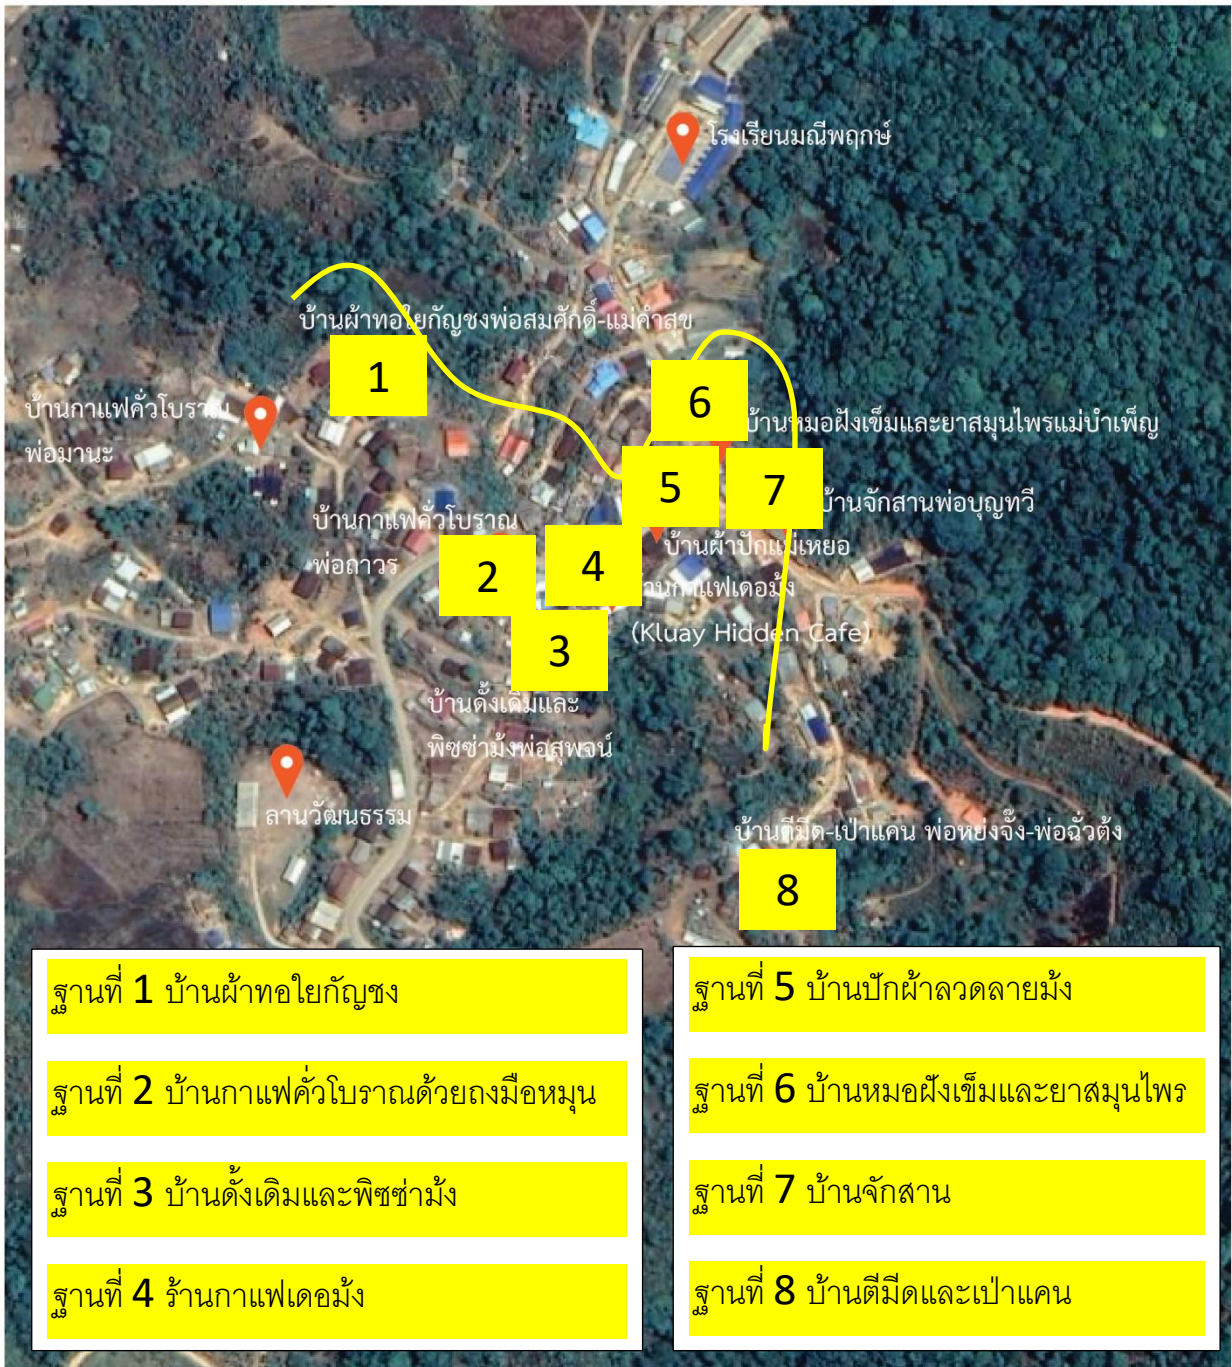 โรงเรียนมณีพฤกษ์
บ้านผ้าทอใยกัญชงพ่อสมศักดิ์-แม่คำสุข
1
6
บ้านกาแฟคั่วโบราณ
พ่อมานะ
บ้านหมอฝังเข็มและยาสมุนไพรแม่บำเพ็ญ
5
7
บ้านจักสานพ่อบุญทวี
บ้านกาแฟคั่วโบราณ
พ่อถาวร
บ้านผ้าปักแม่เหยอ
2
4
ร้านกาแฟเดอม้ง
(Kluay Hidden Cafe)
3
บ้านดั้งเดิมและ
พิซซ่าม้งพ่อสุพจน์
ลานวัฒนธรรม
บ้านตีมีด-เป่าแคน พ่อหย่งจั๊ง-พ่อฉั่วต้ง
8
ฐานที่ 1 บ้านผ้าทอใยกัญชง
ฐานที่ 2 บ้านกาแฟคั่วโบราณด้วยถงมือหมุน
ฐานที่ 3 บ้านดั้งเดิมและพิซซ่าม้ง
ฐานที่ 4 ร้านกาแฟเดอม้ง
ฐานที่ 5 บ้านปักผ้าลวดลายม้ง
ฐานที่ 6 บ้านหมอฝังเข็มและยาสมุนไพร
ฐานที่ 7 บ้านจักสาน
ฐานที่ 8 บ้านตีมีดและเป่าแคน